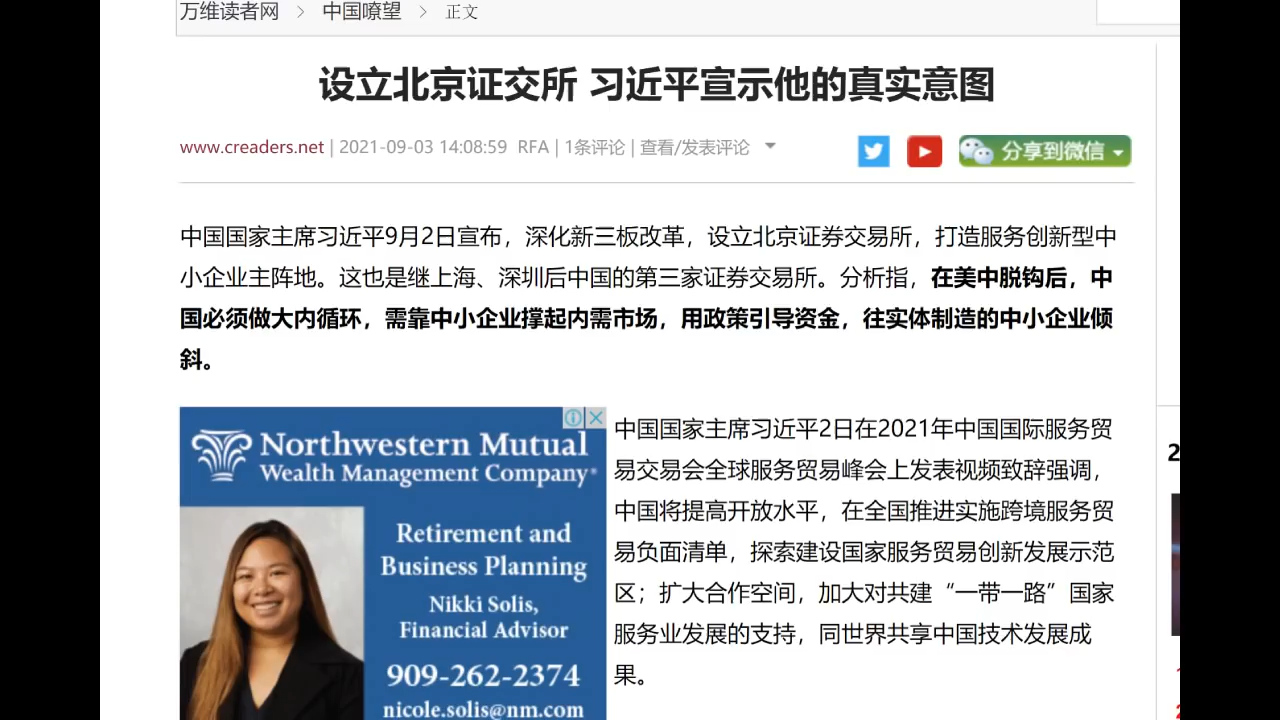 万维读者网 > 中国嘹望 > 正文
设立北京证交所 习近平宣示他的真实意图
www.creaders.net | 2021-09-03 14:08:59 RFA | 1条评论 | 查看/发表评论
分享到微信
中国国家主席习近平9月2日宣布，深化新三板改革，设立北京证券交易所，打造服务创新型中
小企业主阵地。这也是继上海、深圳后中国的第三家证券交易所。分析指，在美中脱钩后，中
国必须做大内循环，需靠中小企业撑起内需市场，用政策引导资金，往实体制造的中小企业倾
斜。
Northwestern Mutual
Wealth Management Company®
Retirement and
Business Planning
Nikki Solis,
Financial Advisor
909-262-2374
nicole.solis@nm.com
中国国家主席习近平2日在2021年中国国际服务贸
易交易会全球服务贸易峰会上发表视频致辞强调，
中国将提高开放水平，在全国推进实施跨境服务贸
易负面清单，探索建设国家服务贸易创新发展示范
区；扩大合作空间，加大对共建“一带一路”国家
服务业发展的支持，同世界共享中国技术发展成
果。
2